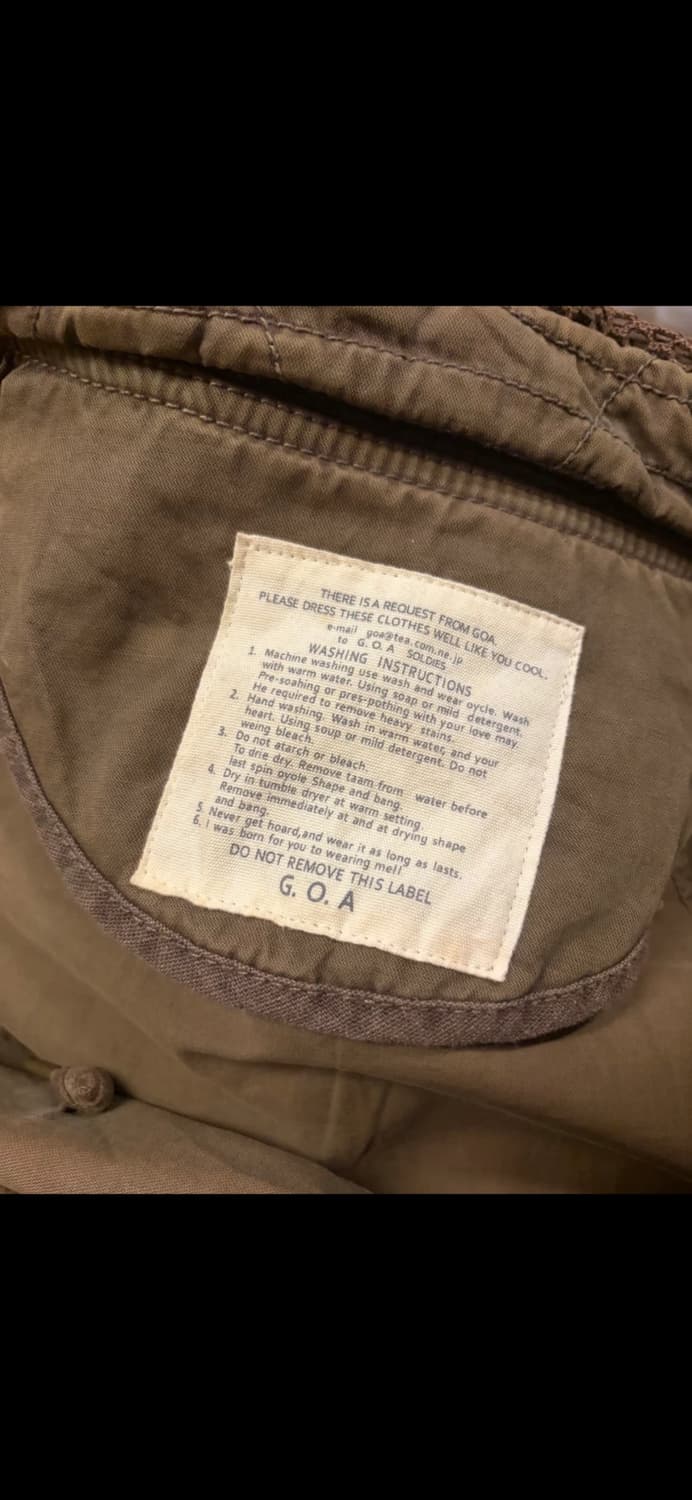 THERE IS A REQUEST FROM GOA.
PLEASE DRESS THESE CLOTHES WELL LIKE YOU COOL.
e-mail goa@tea.com.ne.jp
to G. O. A SOLDIES
WASHING INSTRUCTIONS
1. Machine washing use wash and wear oycle. Wash
with warm water. Using soap or mild detergent.
Pre-soahing or pres-pothing with your love may.
He required to remove heavy stains.
2. Hand washing. Wash in warm water, and your
heart. Using soup or mild detergent. Do not
weing bleach.
3. Do not atarch or bleach.
To drie dry. Remove taam from water before
last spin oyole Shape and bang.
4. Dry in tumble dryer at warm setting.
Remove immediately at and at drying shape
and bang.
5. Never get hoard,and wear it as long as lasts.
6. I was born for you to wearing mell
DO NOT REMOVE THIS LABEL
G. O. A